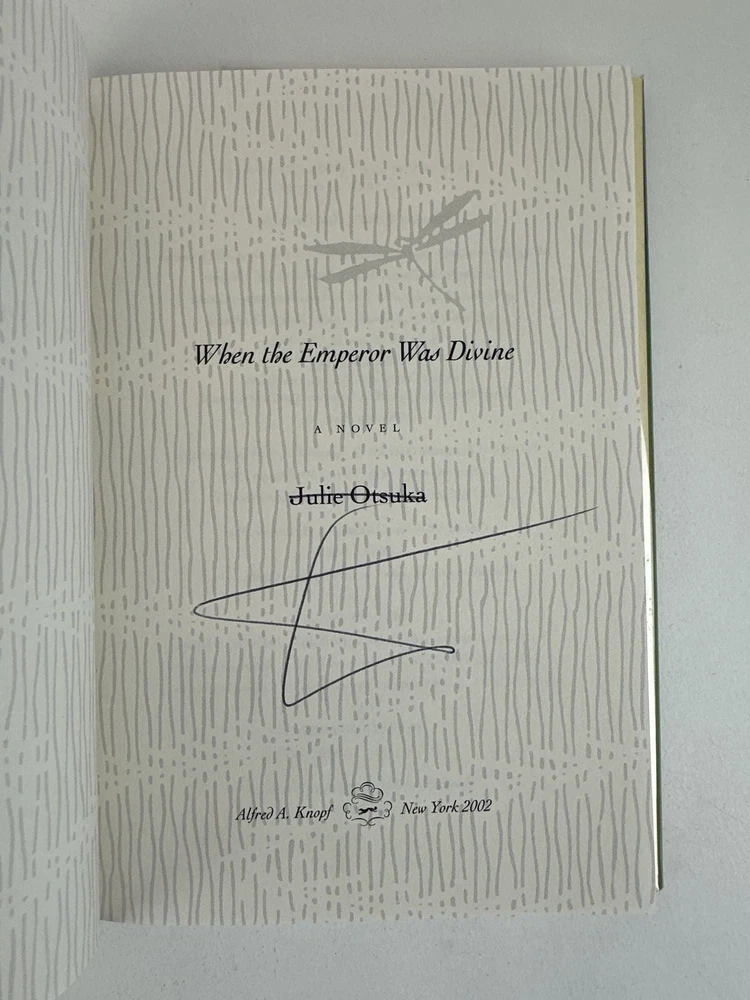 When the Emperor Was Divine
A NOVEL
Julie Otsuka
Alfred A. Knopf New York 2002